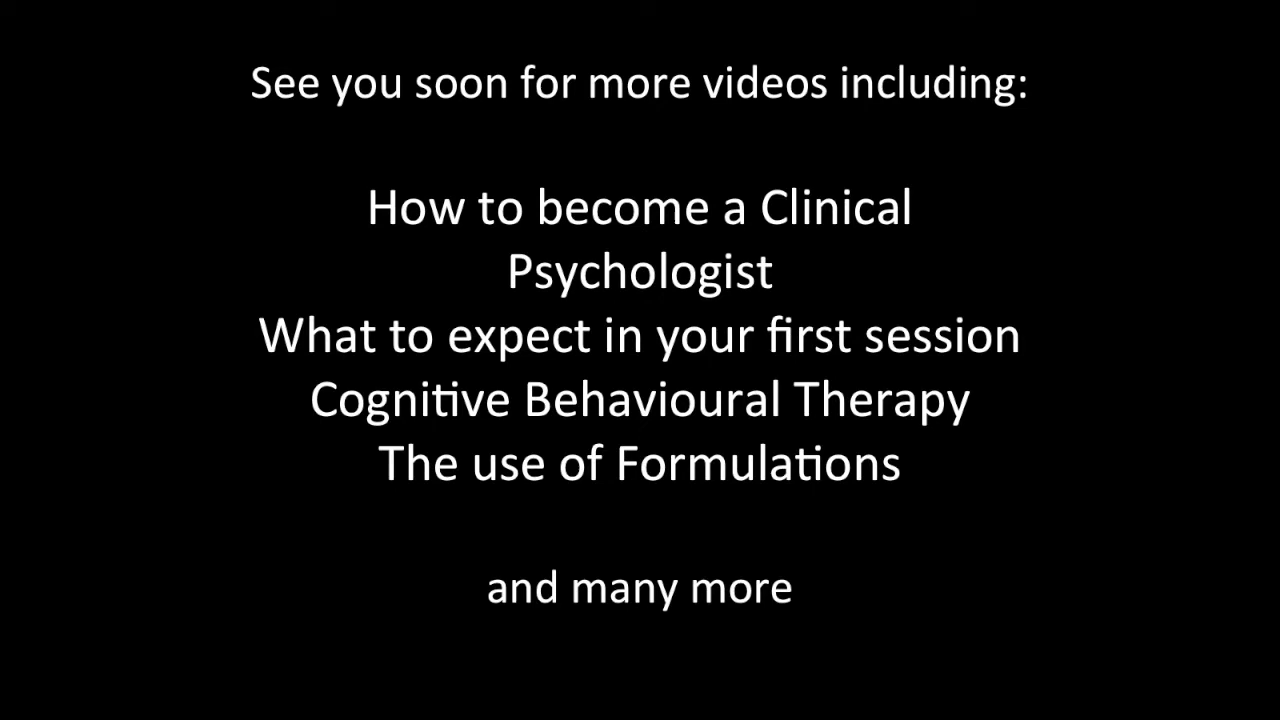 See you soon for more videos including:
How to become a Clinical
Psychologist
What to expect in your first session
Cognitive Behavioural Therapy
The use of Formulations
and many more